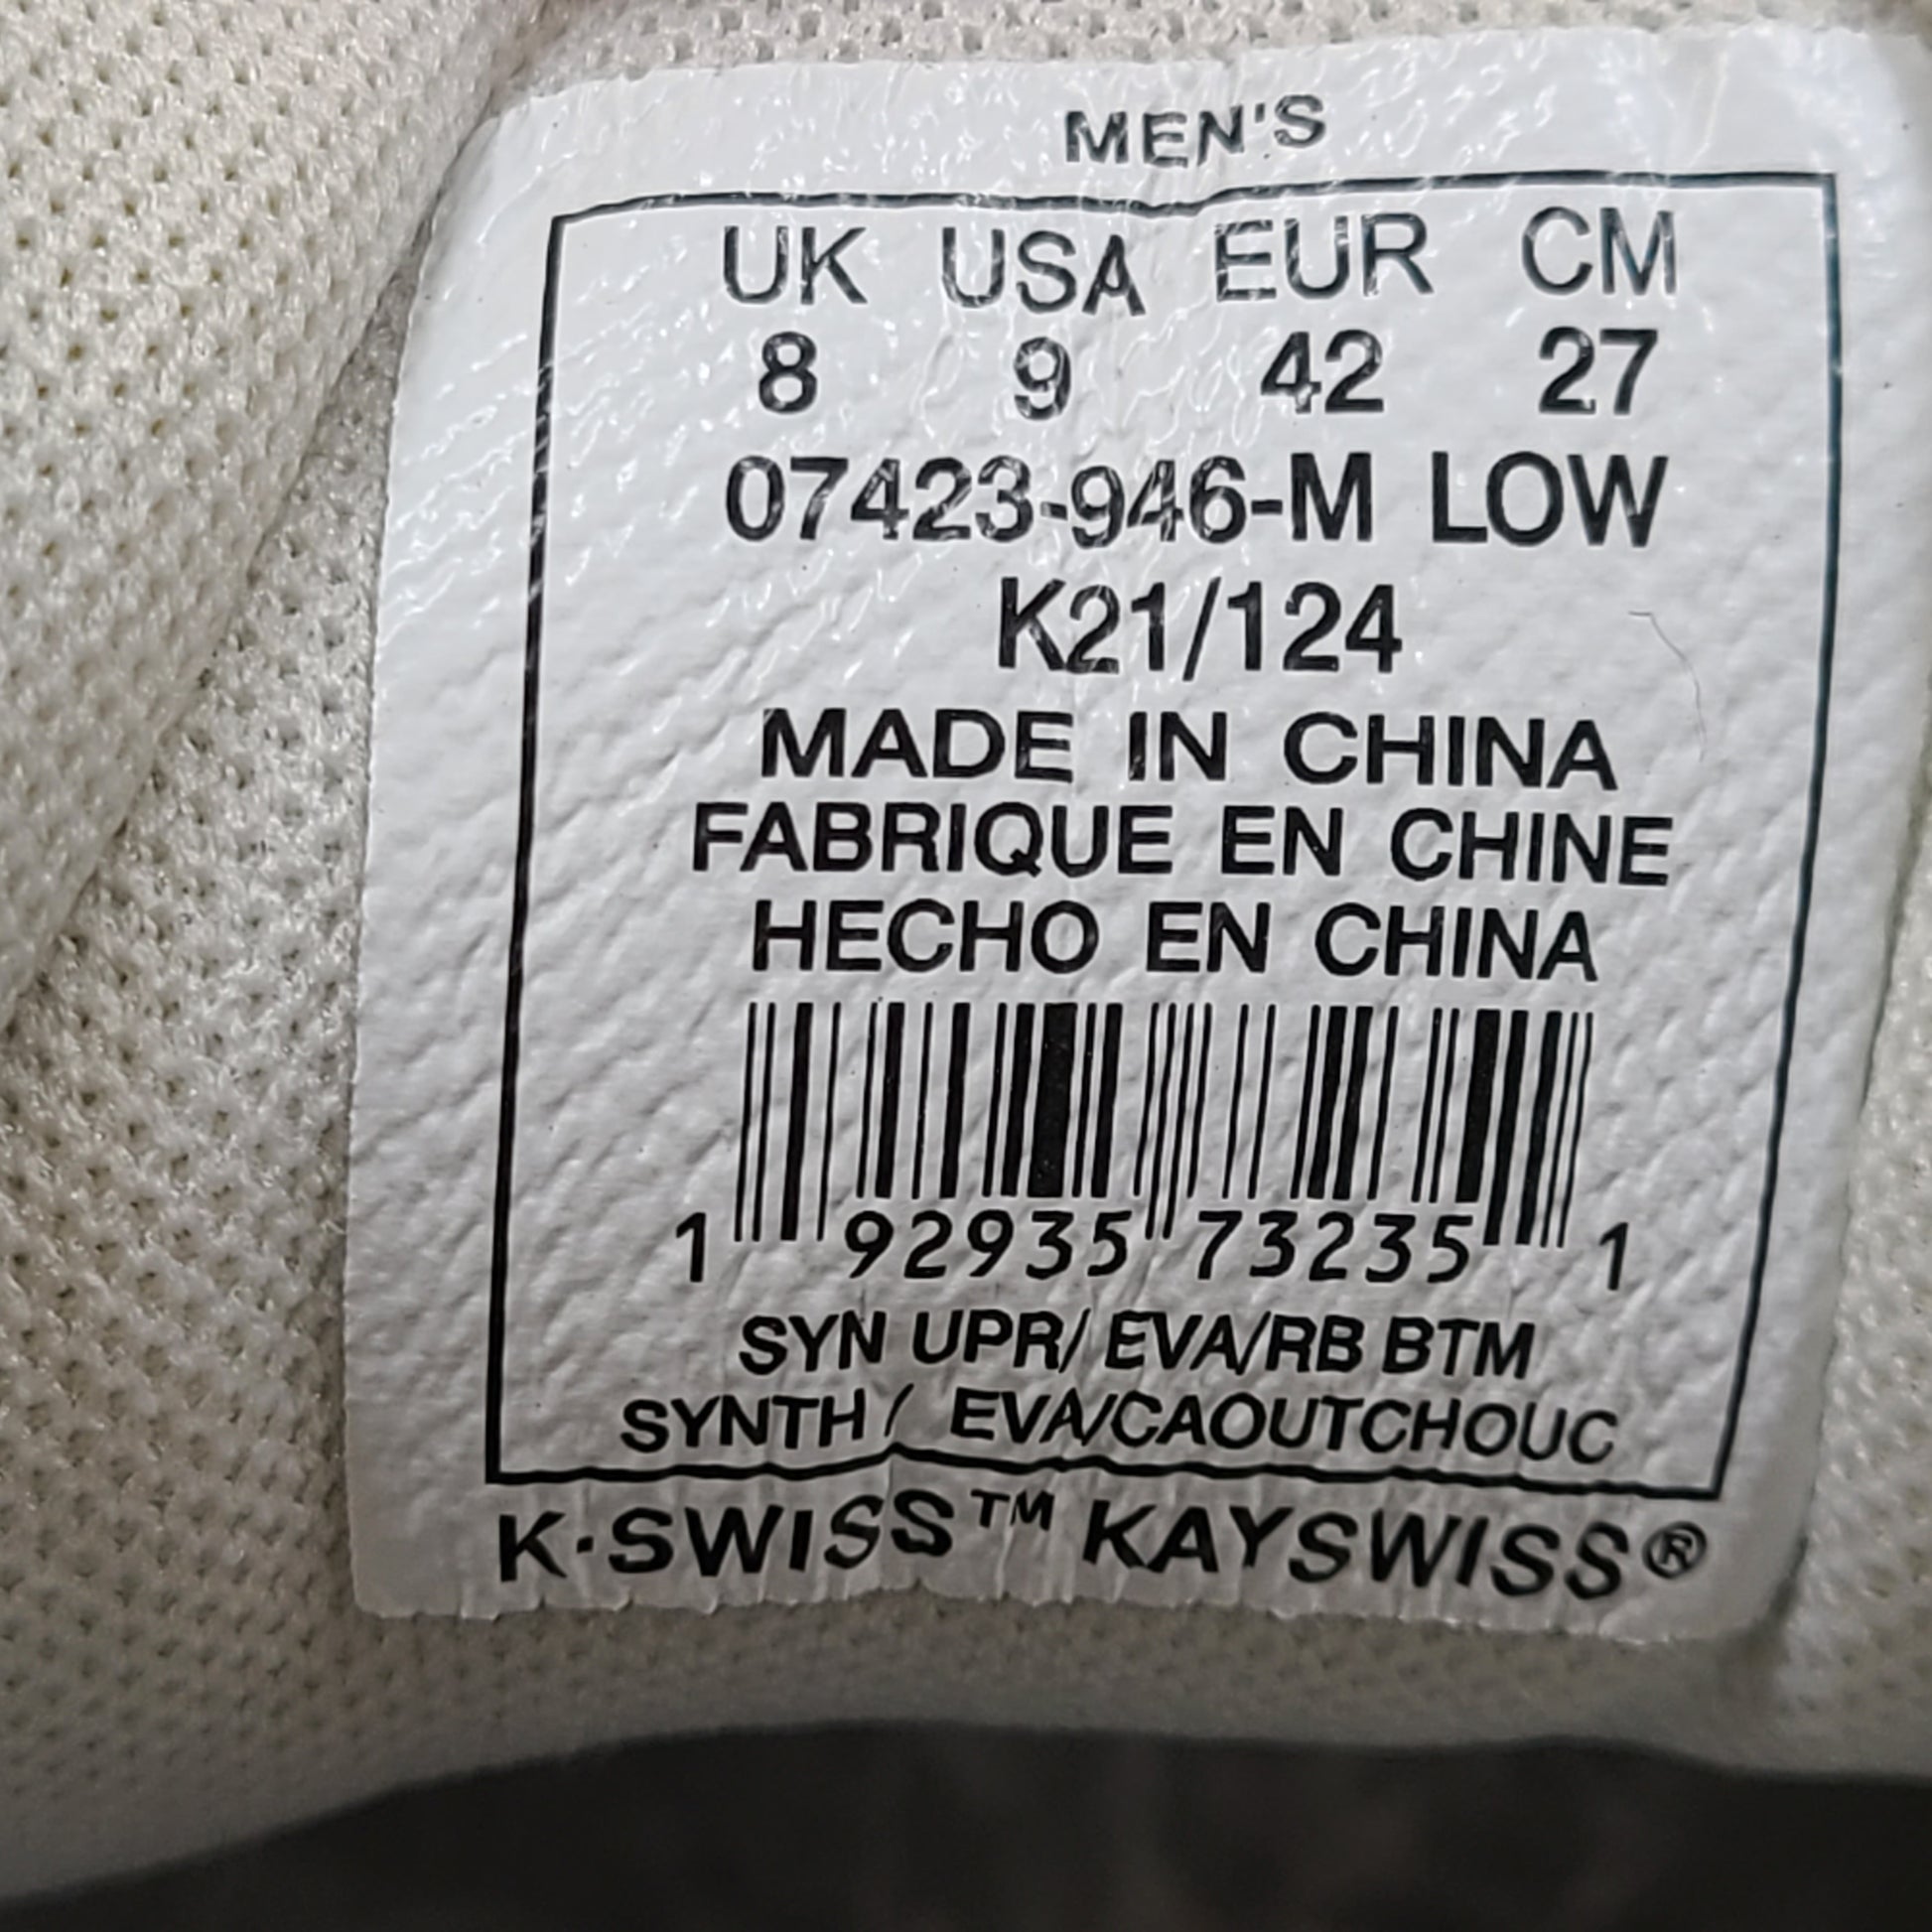 MEN'S
UK USA EUR CM
8 9 42 27
07423-946-M LOW
K21/124
MADE IN CHINA
FABRIQUE EN CHINE
HECHO EN CHINA
1 92935 73235 1
SYN UPR/ EVA/RB BTM
SYNTH/ EVA/CAOUTCHOUC
K·SWISS™ KAYSWISS®